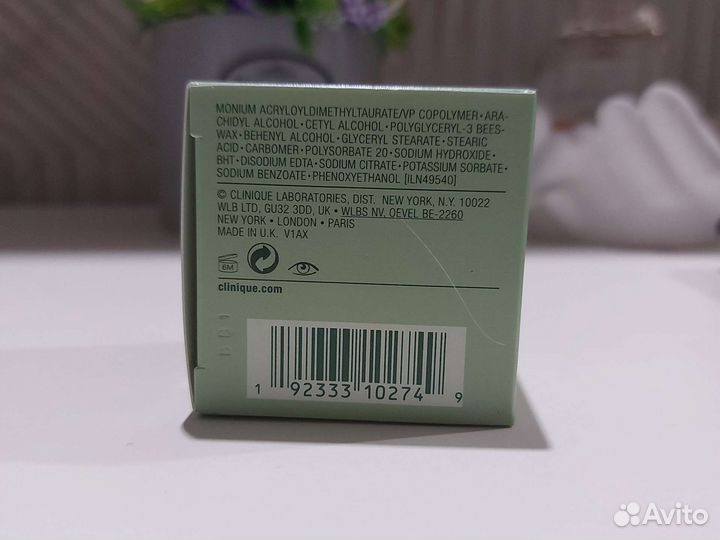 MONIUM ACRYLOYLDIMETHYLTAURATE/VP COPOLYMER • ARA-
CHIDYL ALCOHOL • CETYL ALCOHOL • POLYGLYCERYL-3 BEES-
WAX • BEHENYL ALCOHOL • GLYCERYL STEARATE • STEARIC
ACID • CARBOMER • POLYSORBATE 20 • SODIUM HYDROXIDE •
BHT • DISODIUM EDTA • SODIUM CITRATE • POTASSIUM SORBATE •
SODIUM BENZOATE • PHENOXYETHANOL [ILN49540]
© CLINIQUE LABORATORIES, DIST. NEW YORK, N.Y. 10022
WLB LTD, GU32 3DD, UK • WLBS NV, OEVEL BE-2260
NEW YORK • LONDON • PARIS
MADE IN U.K. V1AX
6M
clinique.com
1 92333 10274 9
Avito